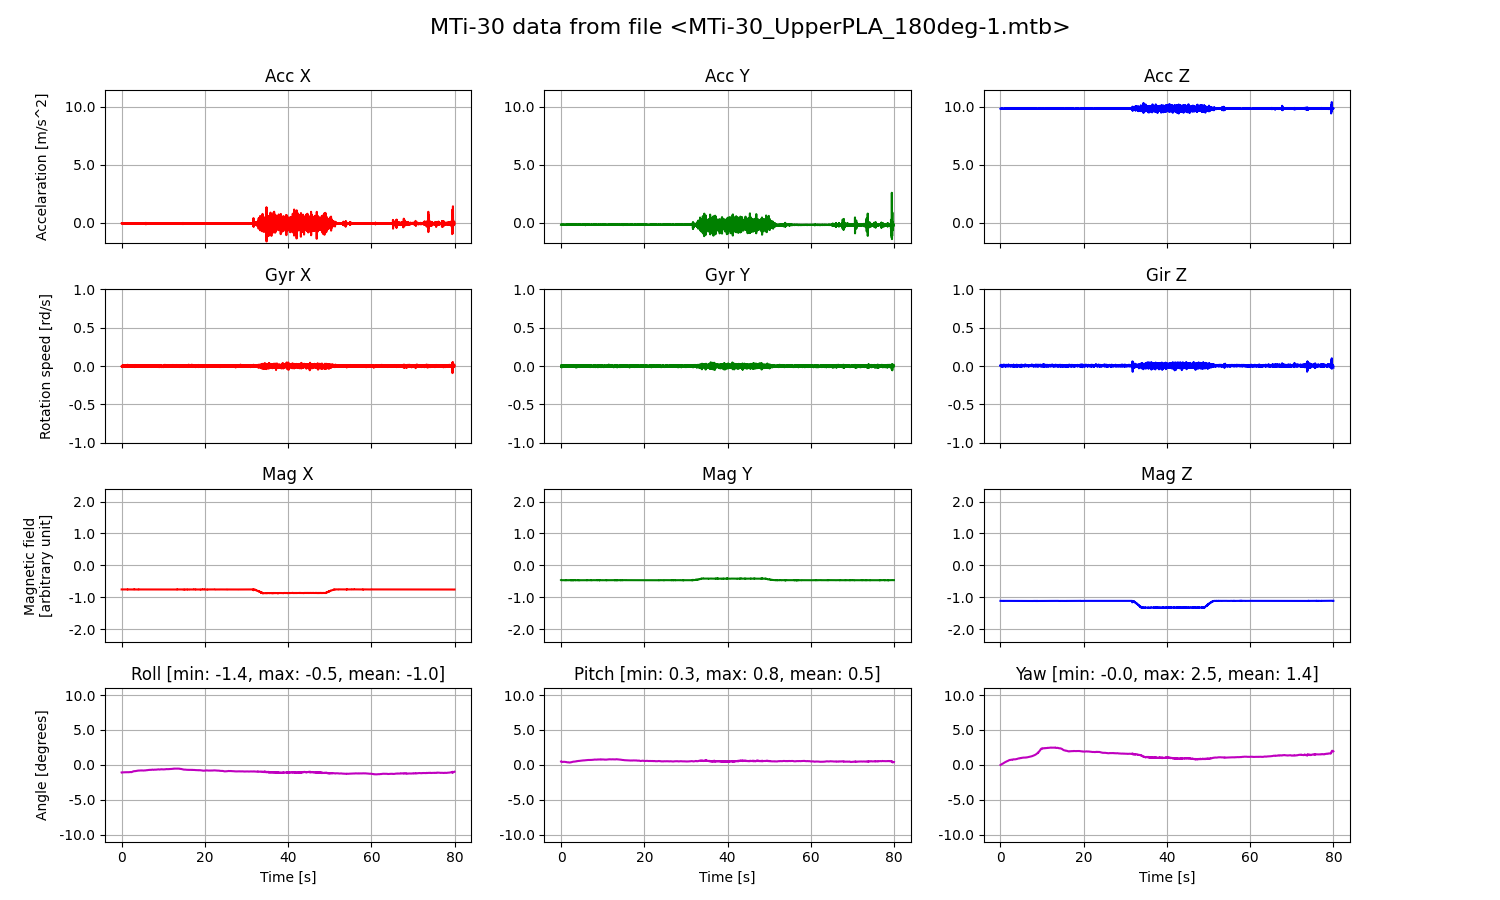 MTi-30 data from file <MTi-30_UpperPLA_180deg-1.mtb>
Acc X
Acc Y
Acc Z
Accelaration [m/s^2]
10.0
5.0
0.0
10.0
5.0
0.0
10.0
5.0
0.0
Gyr X
Gyr Y
Gir Z
Rotation speed [rd/s]
1.0
0.5
0.0
-0.5
-1.0
1.0
0.5
0.0
-0.5
-1.0
1.0
0.5
0.0
-0.5
-1.0
Mag X
Mag Y
Mag Z
Magnetic field
[arbitrary unit]
2.0
1.0
0.0
-1.0
-2.0
2.0
1.0
0.0
-1.0
-2.0
2.0
1.0
0.0
-1.0
-2.0
Roll [min: -1.4, max: -0.5, mean: -1.0]
Pitch [min: 0.3, max: 0.8, mean: 0.5]
Yaw [min: -0.0, max: 2.5, mean: 1.4]
Angle [degrees]
10.0
5.0
0.0
-5.0
-10.0
10.0
5.0
0.0
-5.0
-10.0
10.0
5.0
0.0
-5.0
-10.0
0 20 40 60 80
0 20 40 60 80
0 20 40 60 80
Time [s]
Time [s]
Time [s]